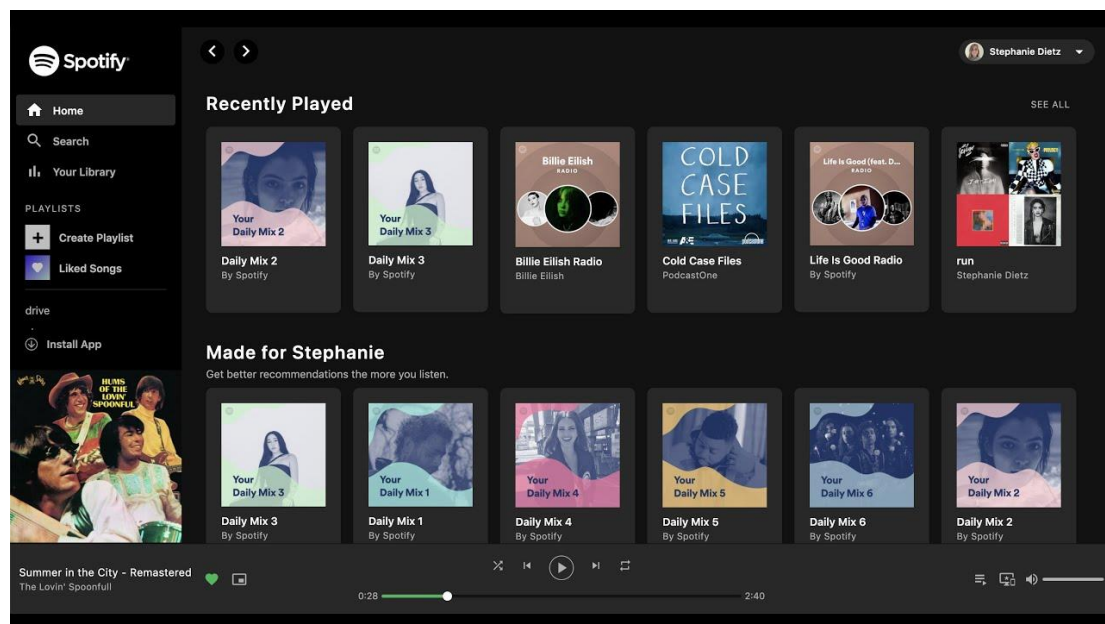 Spotify
Stephanie Dietz
Home
Search
Your Library
PLAYLISTS
Create Playlist
Liked Songs
drive
Install App
HUMS
OF THE
LOVIN'
SPOONFUL
Recently Played
SEE ALL
Your
Daily Mix 2
Daily Mix 2
By Spotify
Your
Daily Mix 3
Daily Mix 3
By Spotify
Billie Eilish
RADIO
Billie Eilish Radio
Billie Eilish
COLD
CASE
FILES
A&E
Cold Case Files
PodcastOne
Life Is Good (feat. D...
RADIO
Life Is Good Radio
By Spotify
run
Stephanie Dietz
Made for Stephanie
Get better recommendations the more you listen.
Your
Daily Mix 3
Daily Mix 3
By Spotify
Your
Daily Mix 1
Daily Mix 1
By Spotify
Your
Daily Mix 4
Daily Mix 4
By Spotify
Your
Daily Mix 5
Daily Mix 5
By Spotify
Your
Daily Mix 6
Daily Mix 6
By Spotify
Your
Daily Mix 2
Daily Mix 2
By Spotify
Summer in the City - Remastered
The Lovin' Spoonfull
0:28
2:40